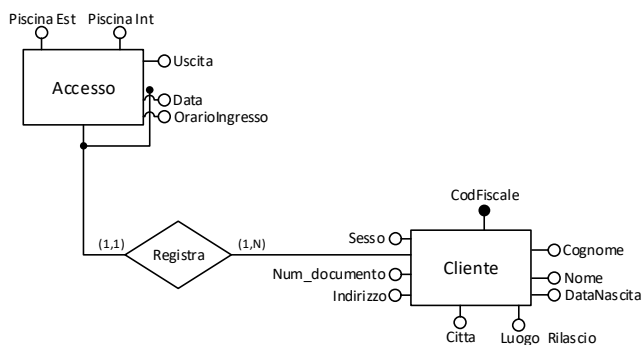 Piscina Est Piscina Int
Uscita
Accesso
Data
OrarioIngresso
CodFiscale
(1,1) Registra (1,N)
Sesso
Cognome
Cliente
Num_documento
Nome
Indirizzo
DataNascita
Citta
Luogo Rilascio